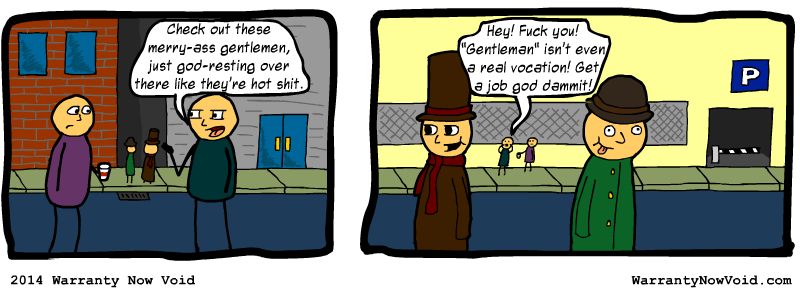 Check out these
merry-ass gentlemen,
just god-resting over
there like they're hot shit.
Hey! Fuck you!
"Gentleman" isn't even
a real vocation! Get
a job god dammit!
P
2014 Warranty Now Void
WarrantyNowVoid.com